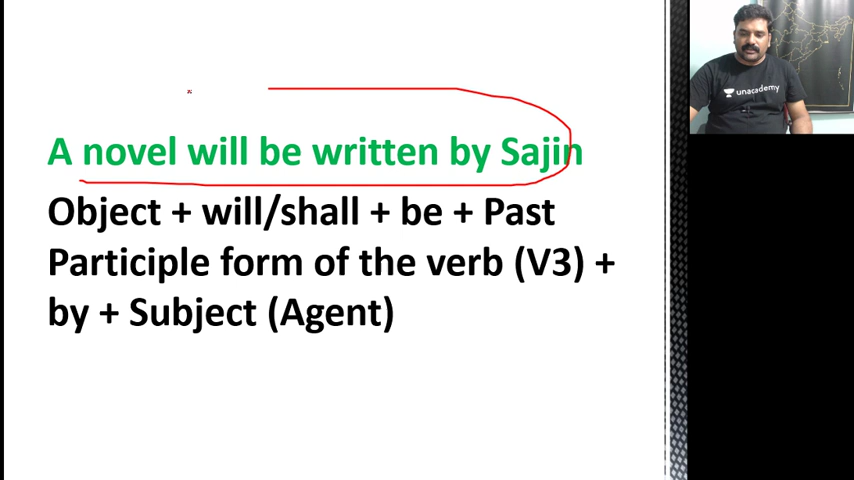 A novel will be written by Sajin
Object + will/shall + be + Past
Participle form of the verb (V3) +
by + Subject (Agent)
unacademy